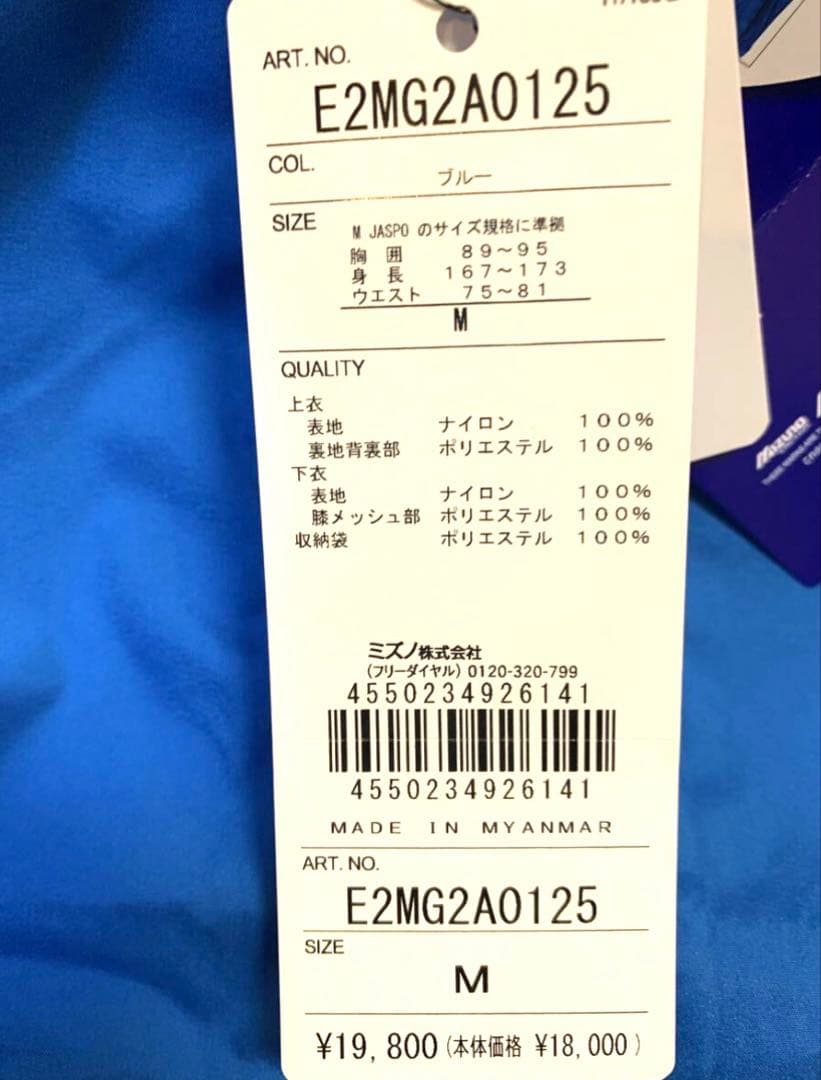 ART. NO.
E2MG2A0125
COL.
ブルー
SIZE
M JASPO のサイズ規格に準拠
胸 囲 89〜95
身 長 167〜173
ウエスト 75〜81
M
QUALITY
上衣
表地 ナイロン 100%
裏地背裏部 ポリエステル 100%
下衣
表地 ナイロン 100%
膝メッシュ部 ポリエステル 100%
収納袋 ポリエステル 100%
ミズノ株式会社
(フリーダイヤル) 0120-320-799
4550234926141
4550234926141
MADE IN MYANMAR
ART. NO.
E2MG2A0125
SIZE
M
¥19,800 (本体価格 ¥18,000 )
MIZUNO